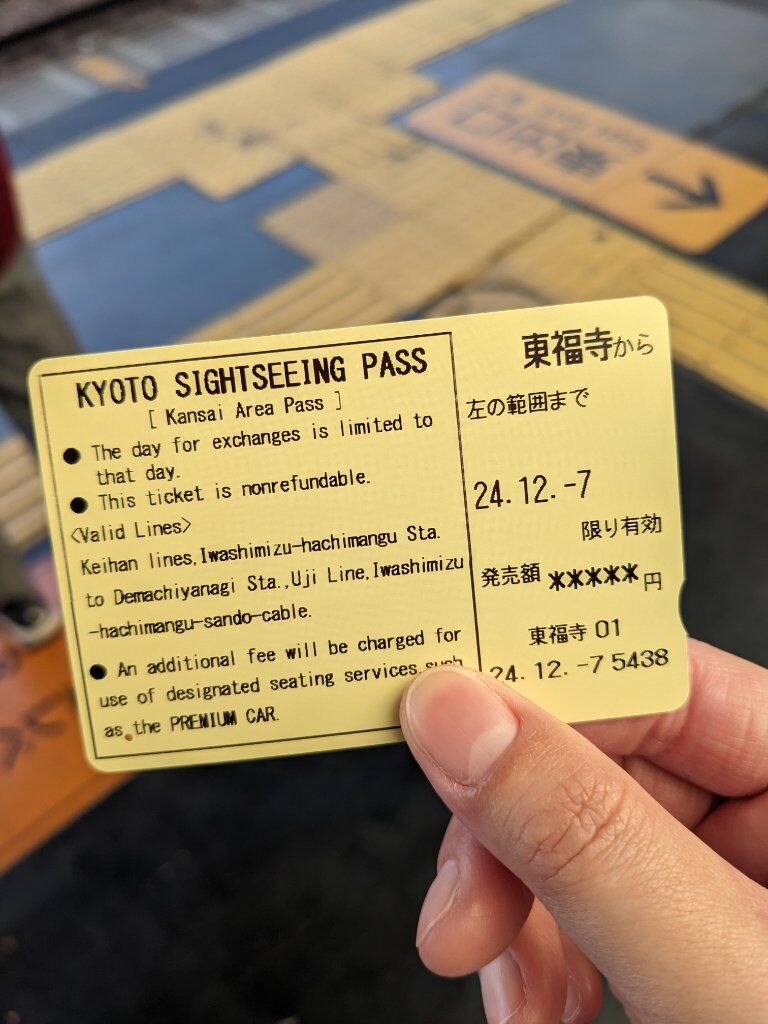 KYOTO SIGHTSEEING PASS
[ Kansai Area Pass ]
● The day for exchanges is limited to
that day.
● This ticket is nonrefundable.
<Valid Lines>
Keihan lines,Iwashimizu-hachimangu Sta.
to Demachiyanagi Sta.,Uji Line,Iwashimizu
-hachimangu-sando-cable.
● An additional fee will be charged for
use of designated seating services such
as the PREMIUM CAR.
東福寺から
左の範囲まで
24.12.-7
限り有効
発売額 *****円
東福寺 01
24.12.-7 5438
東出口